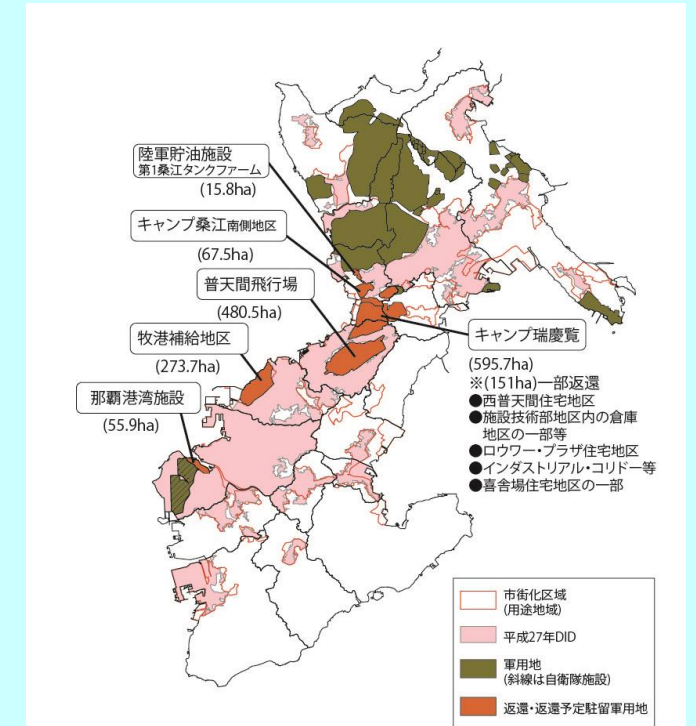 陸軍貯油施設
第1桑江タンクファーム
(15.8ha)
キャンプ桑江南側地区
(67.5ha)
普天間飛行場
(480.5ha)
牧港補給地区
(273.7ha)
那覇港湾施設
(55.9ha)
キャンプ瑞慶覧
(595.7ha)
※(151ha)一部返還
●西普天間住宅地区
●施設技術部地区内の倉庫
地区の一部等
●ロウワー・プラザ住宅地区
●インダストリアル・コリドー等
●喜舎場住宅地区の一部
市街化区域
(用途地域)
平成27年DID
軍用地
(斜線は自衛隊施設)
返還・返還予定駐留軍用地